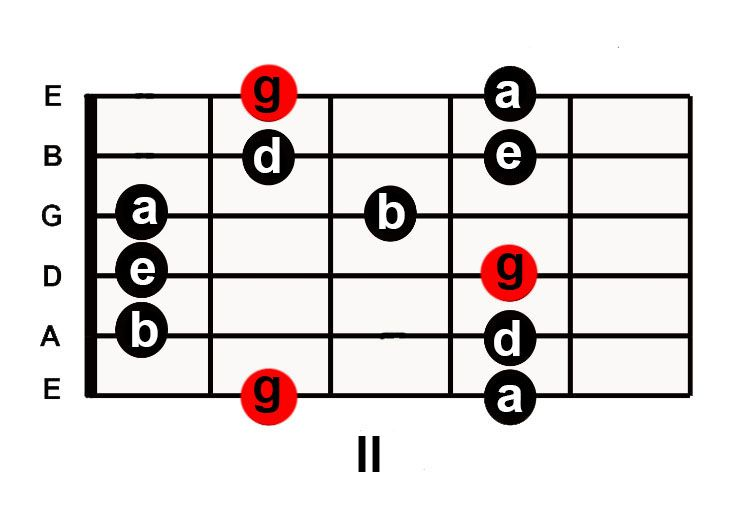 E g a
B d e
G a b
D e g
A b d
E g a
II